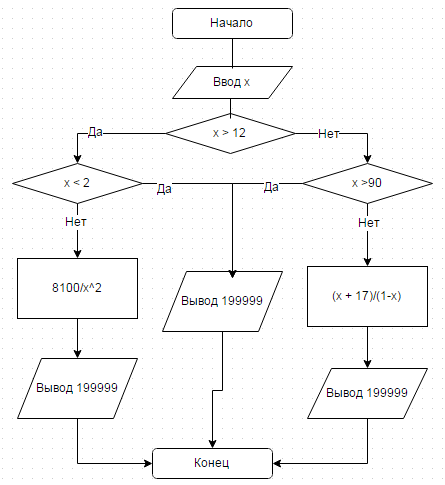 Начало
Ввод x
x > 12
Да
Нет
x < 2
Да
Да
x >90
Нет
Нет
8100/x^2
Вывод 199999
(x + 17)/(1-x)
Вывод 199999
Вывод 199999
Конец